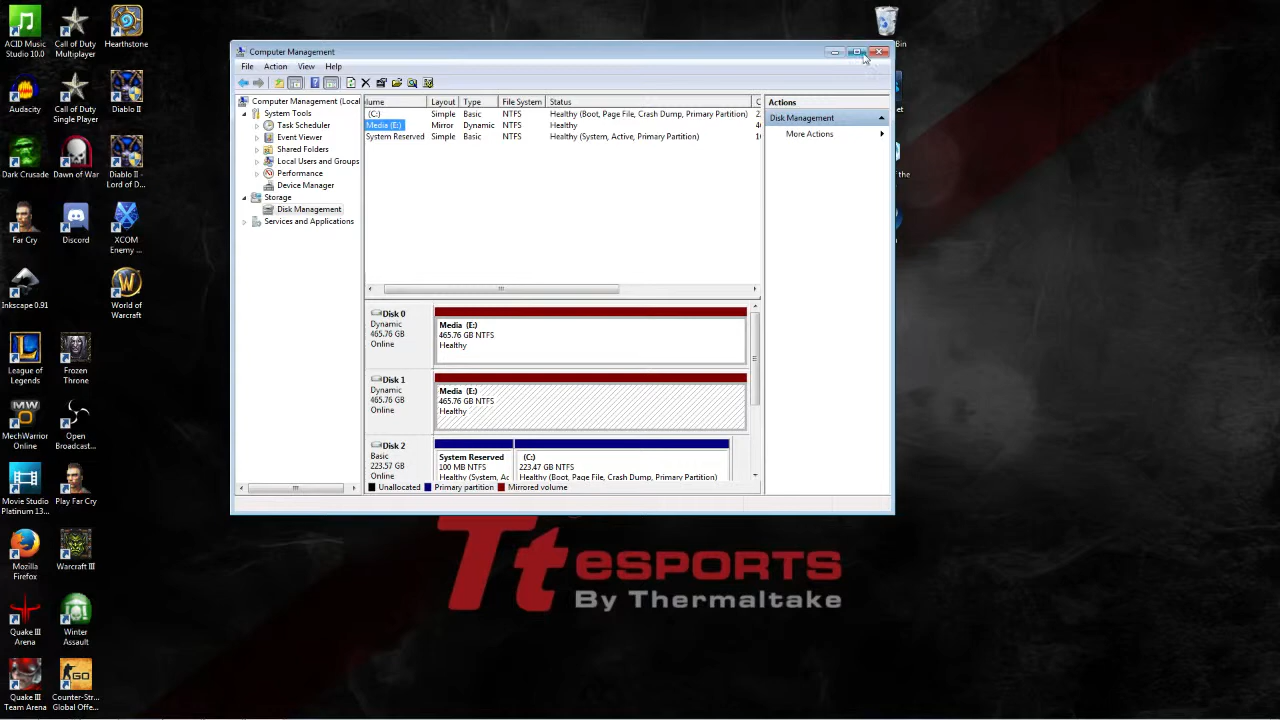 ACID Music
Studio 10.0
Call of Duty
Multiplayer
Hearthstone
Audacity
Call of Duty
Single Player
Diablo II
Dark Crusade
Dawn of War
Diablo II -
Lord of D...
Far Cry
Discord
XCOM
Enemy ...
Inkscape 0.91
World of
Warcraft
League of
Legends
Frozen
Throne
MechWarrior
Online
Open
Broadcast...
Movie Studio
Platinum 13...
Play Far Cry
Mozilla
Firefox
Warcraft III
Quake III
Arena
Winter
Assault
Quake III
Team Arena
Counter-Str...
Global Offe...
Bin
Computer Management
File Action View Help
Computer Management (Local
System Tools
Task Scheduler
Event Viewer
Shared Folders
Local Users and Groups
Performance
Device Manager
Storage
Disk Management
Services and Applications
lume Layout Type File System Status C
(C:) Simple Basic NTFS Healthy (Boot, Page File, Crash Dump, Primary Partition) 2
Media (E:) Mirror Dynamic NTFS Healthy 4
System Reserved Simple Basic NTFS Healthy (System, Active, Primary Partition) 1
Disk 0
Dynamic
465.76 GB
Online
Media (E:)
465.76 GB NTFS
Healthy
Disk 1
Dynamic
465.76 GB
Online
Media (E:)
465.76 GB NTFS
Healthy
Disk 2
Basic
223.57 GB
Online
System Reserved
100 MB NTFS
Healthy (System, Ac
(C:)
223.47 GB NTFS
Healthy (Boot, Page File, Crash Dump, Primary Partition)
Unallocated Primary partition Mirrored volume
Actions
Disk Management
More Actions
Tt eSPORTS
By Thermaltake